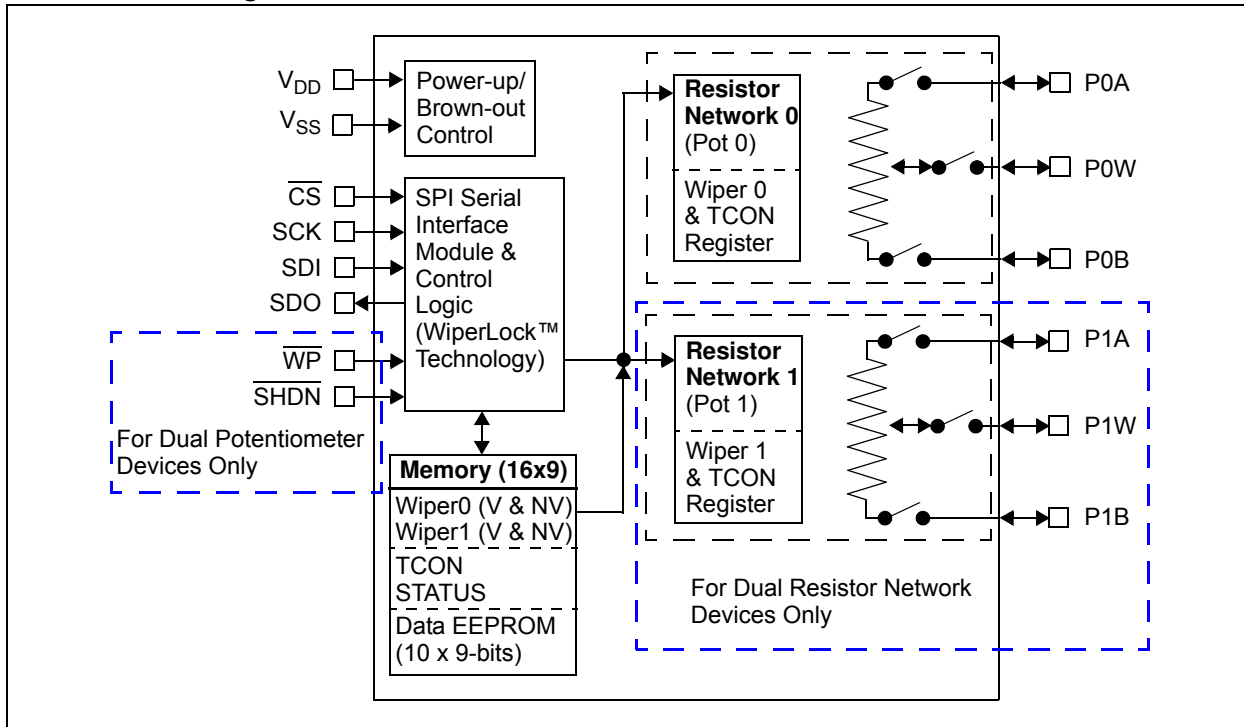 V_DD
V_SS
Power-up/
Brown-out
Control
CS
SCK
SDI
SDO
WP
SHDN
SPI Serial
Interface
Module &
Control
Logic
(WiperLock™
Technology)
For Dual Potentiometer
Devices Only
Memory (16x9)
Wiper0 (V & NV)
Wiper1 (V & NV)
TCON
STATUS
Data EEPROM
(10 x 9-bits)
Resistor
Network 0
(Pot 0)
Wiper 0
& TCON
Register
P0A
P0W
P0B
Resistor
Network 1
(Pot 1)
Wiper 1
& TCON
Register
P1A
P1W
P1B
For Dual Resistor Network
Devices Only